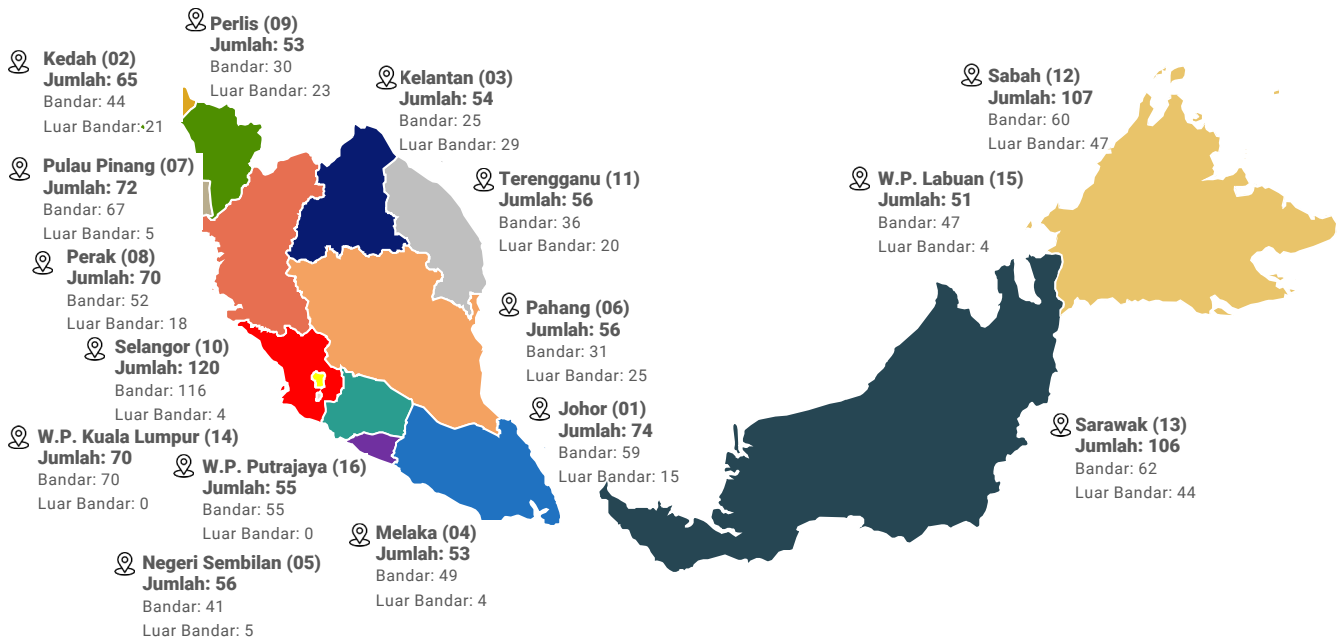 Perlis (09)
Jumlah: 53
Bandar: 30
Luar Bandar: 23
Kedah (02)
Jumlah: 65
Bandar: 44
Luar Bandar: 21
Kelantan (03)
Jumlah: 54
Bandar: 25
Luar Bandar: 29
Sabah (12)
Jumlah: 107
Bandar: 60
Luar Bandar: 47
Pulau Pinang (07)
Jumlah: 72
Bandar: 67
Luar Bandar: 5
Terengganu (11)
Jumlah: 56
Bandar: 36
Luar Bandar: 20
W.P. Labuan (15)
Jumlah: 51
Bandar: 47
Luar Bandar: 4
Perak (08)
Jumlah: 70
Bandar: 52
Luar Bandar: 18
Pahang (06)
Jumlah: 56
Bandar: 31
Luar Bandar: 25
Selangor (10)
Jumlah: 120
Bandar: 116
Luar Bandar: 4
Johor (01)
Jumlah: 74
Bandar: 59
Luar Bandar: 15
Sarawak (13)
Jumlah: 106
Bandar: 62
Luar Bandar: 44
W.P. Kuala Lumpur (14)
Jumlah: 70
Bandar: 70
Luar Bandar: 0
W.P. Putrajaya (16)
Jumlah: 55
Bandar: 55
Luar Bandar: 0
Melaka (04)
Jumlah: 53
Bandar: 49
Luar Bandar: 4
Negeri Sembilan (05)
Jumlah: 56
Bandar: 41
Luar Bandar: 5